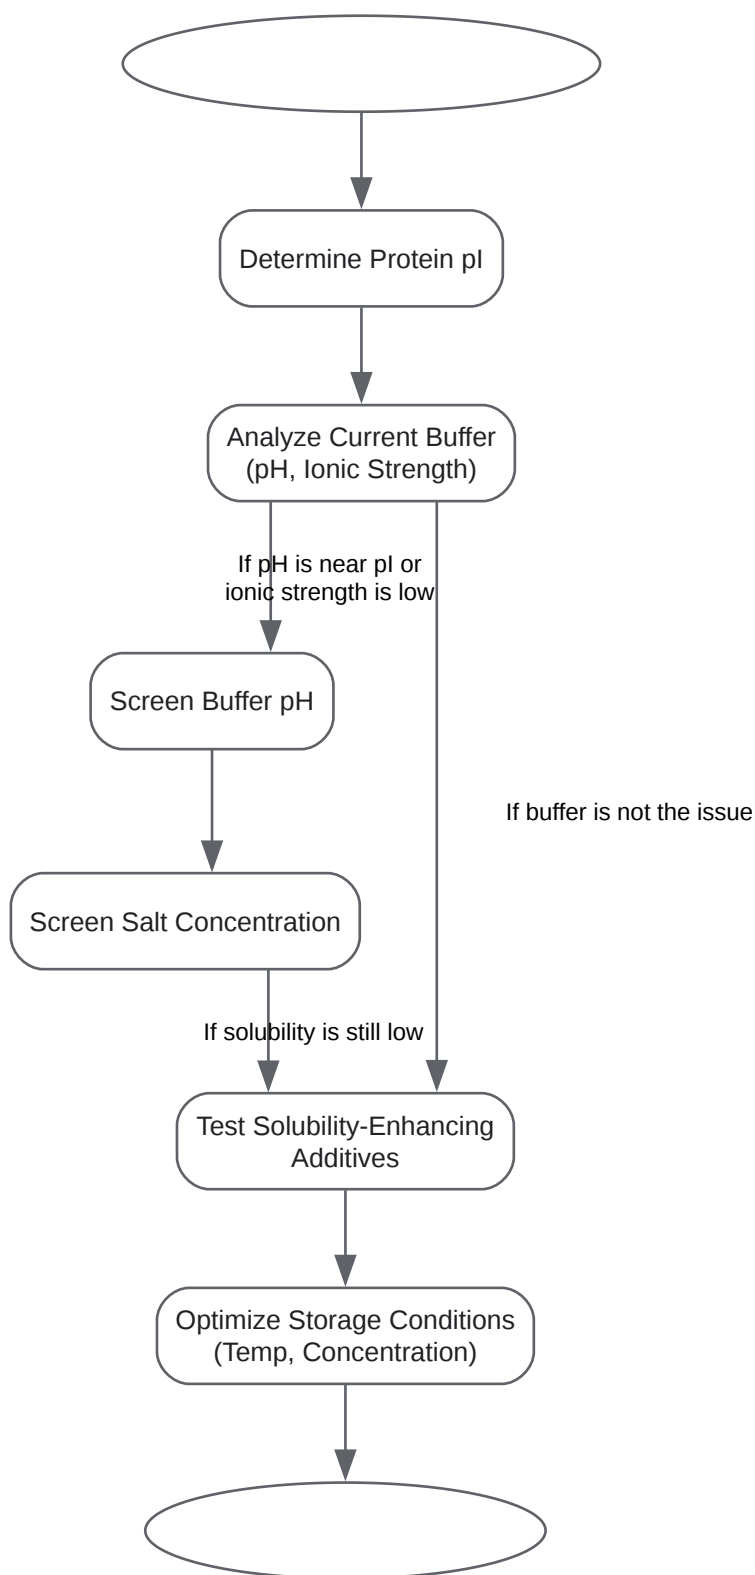 Determine Protein pI
Analyze Current Buffer
(pH, Ionic Strength)
If pH is near pI or
ionic strength is low
Screen Buffer pH
If buffer is not the issue
Screen Salt Concentration
If solubility is still low
Test Solubility-Enhancing
Additives
Optimize Storage Conditions
(Temp, Concentration)